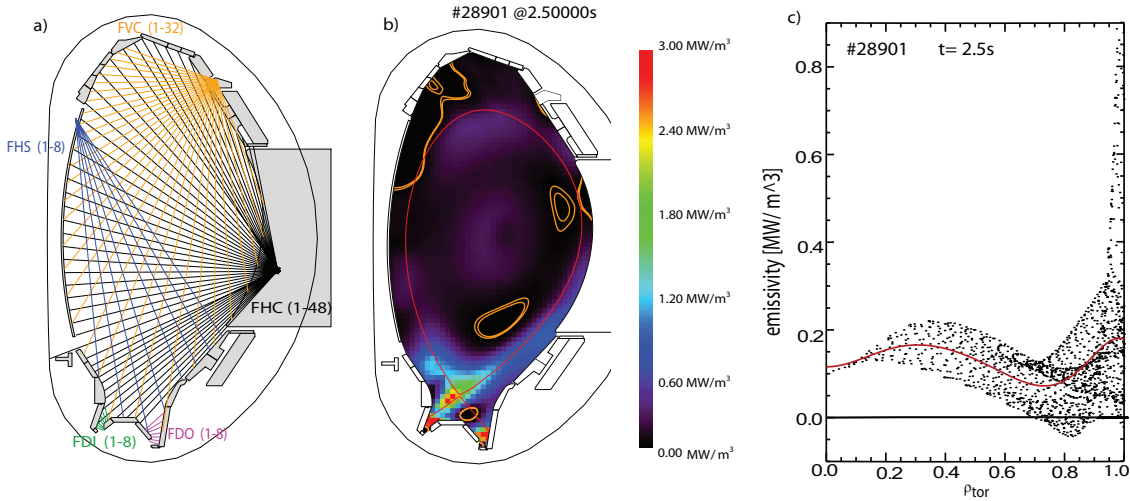 a)
FVC (1-32)
FHS (1-8)
FHC (1-48)
FDI (1-8)
FDO (1-8)
b)
#28901 @2.50000s
3.00 MW/m³
2.40 MW/m³
1.80 MW/m³
1.20 MW/m³
0.60 MW/m³
0.00 MW/m³
c)
#28901 t= 2.5s
emissivity [MW/ m^3]
0.8
0.6
0.4
0.2
0.0
0.0 0.2 0.4 0.6 0.8 1.0
ρtor